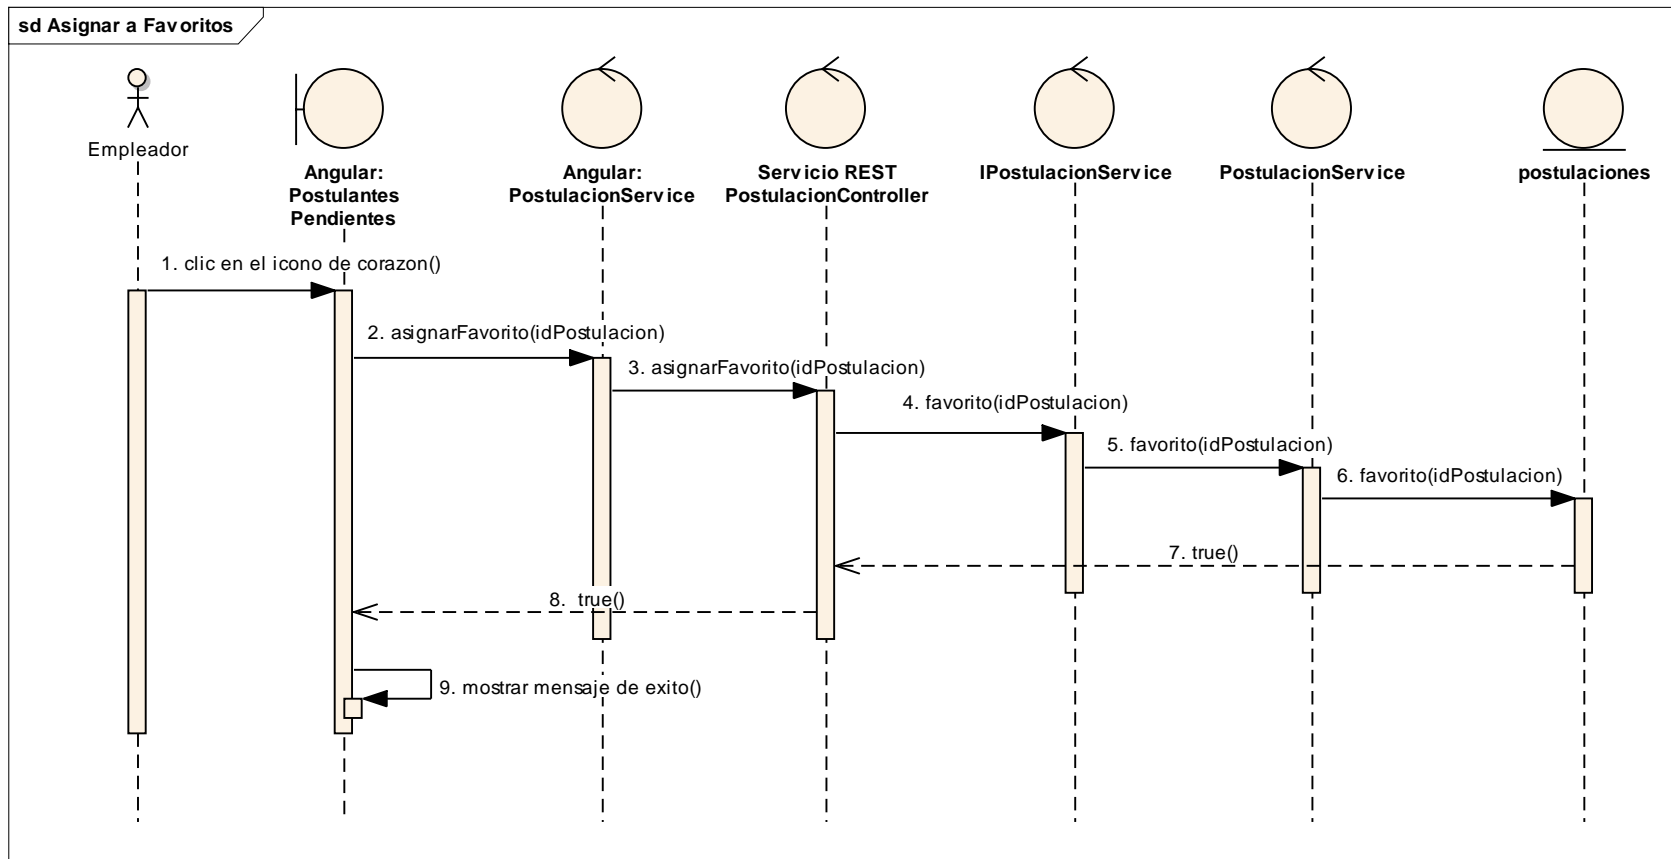 sd Asignar a Favoritos
Empleador
Angular:
Postulantes
Pendientes
Angular:
PostulacionService
Servicio REST
PostulacionController
IPostulacionService
PostulacionService
postulaciones
1. clic en el icono de corazon()
2. asignarFavorito(idPostulacion)
3. asignarFavorito(idPostulacion)
4. favorito(idPostulacion)
5. favorito(idPostulacion)
6. favorito(idPostulacion)
7. true()
8.  true()
9. mostrar mensaje de exito()